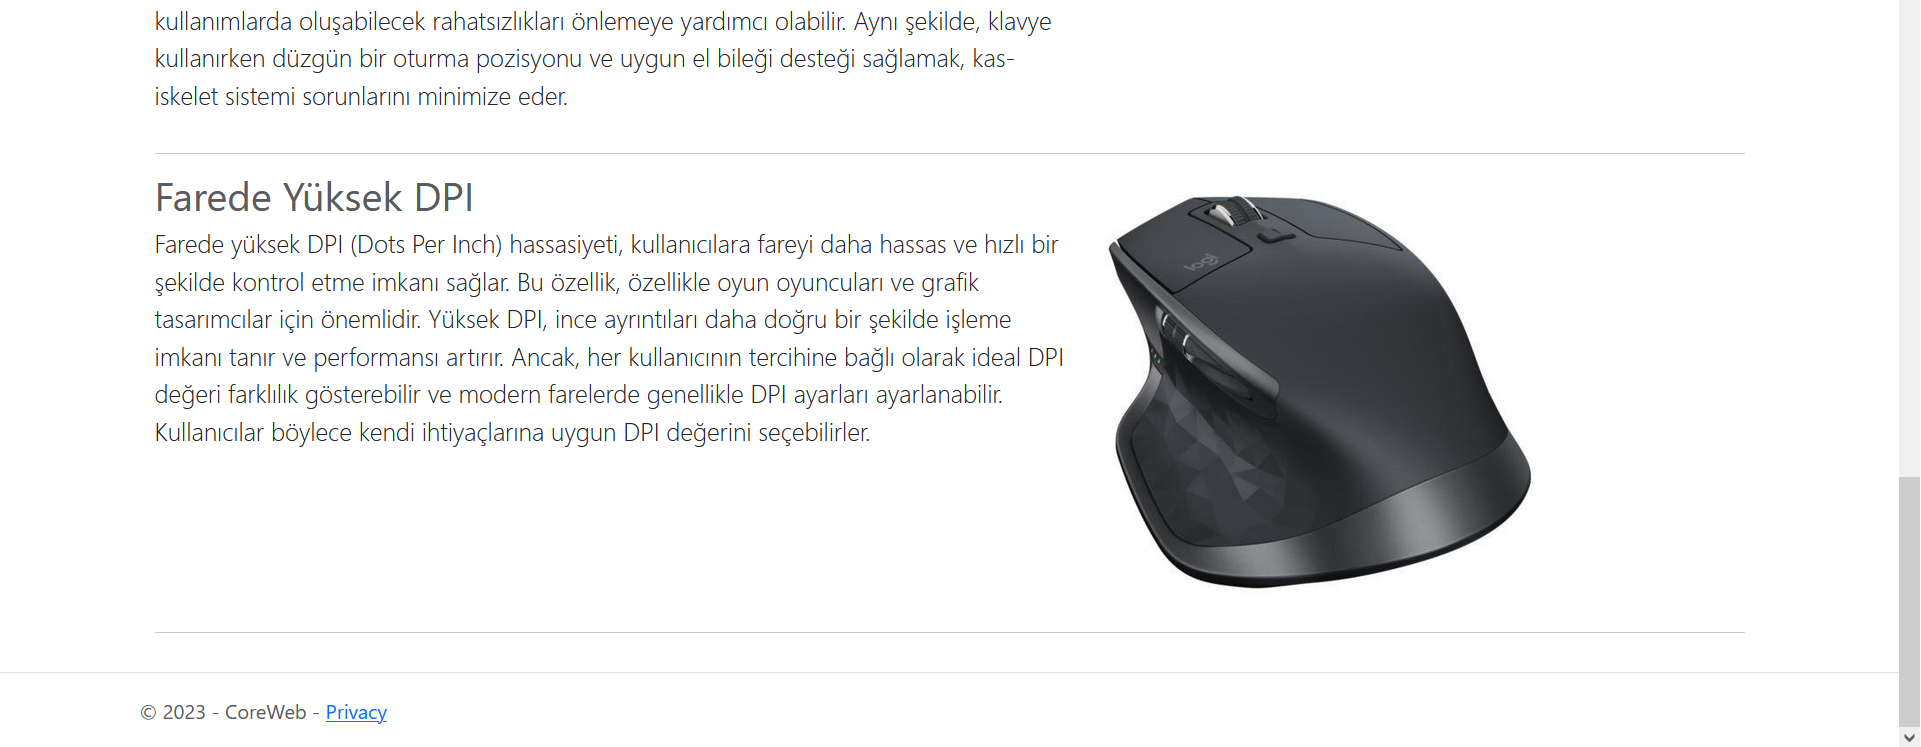 kullanımlarda oluşabilecek rahatsızlıkları önlemeye yardımcı olabilir. Aynı şekilde, klavye
kullanırken düzgün bir oturma pozisyonu ve uygun el bileği desteği sağlamak, kas-
iskelet sistemi sorunlarını minimize eder.
Farede Yüksek DPI
Farede yüksek DPI (Dots Per Inch) hassasiyeti, kullanıcılara fareyi daha hassas ve hızlı bir
şekilde kontrol etme imkanı sağlar. Bu özellik, özellikle oyun oyuncuları ve grafik
tasarımcılar için önemlidir. Yüksek DPI, ince ayrıntıları daha doğru bir şekilde işleme
imkanı tanır ve performansı artırır. Ancak, her kullanıcının tercihine bağlı olarak ideal DPI
değeri farklılık gösterebilir ve modern farelerde genellikle DPI ayarları ayarlanabilir.
Kullanıcılar böylece kendi ihtiyaçlarına uygun DPI değerini seçebilirler.
logi
© 2023 - CoreWeb - Privacy